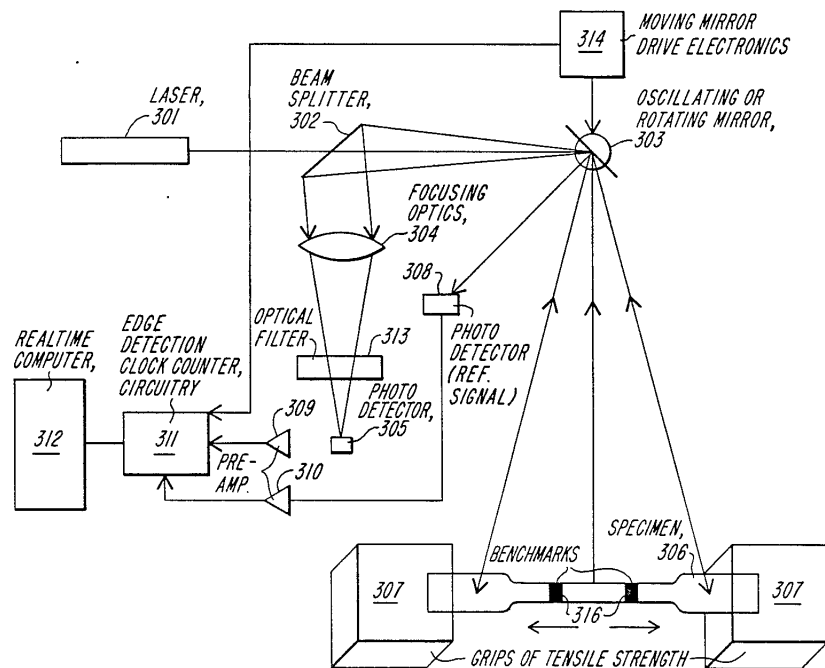 314
MOVING MIRROR
DRIVE ELECTRONICS
BEAM
SPLITTER,
302
LASER,
301
OSCILLATING OR
ROTATING MIRROR,
303
FOCUSING
OPTICS,
304
308
PHOTO
DETECTOR
(REF.
SIGNAL)
OPTICAL
FILTER
313
REALTIME
COMPUTER,
312
EDGE
DETECTION
CLOCK COUNTER,
CIRCUITRY
311
PHOTO
DETECTOR,
305
309
PRE-
AMP.
310
SPECIMEN,
306
BENCHMARKS
307
316
307
GRIPS OF TENSILE STRENGTH